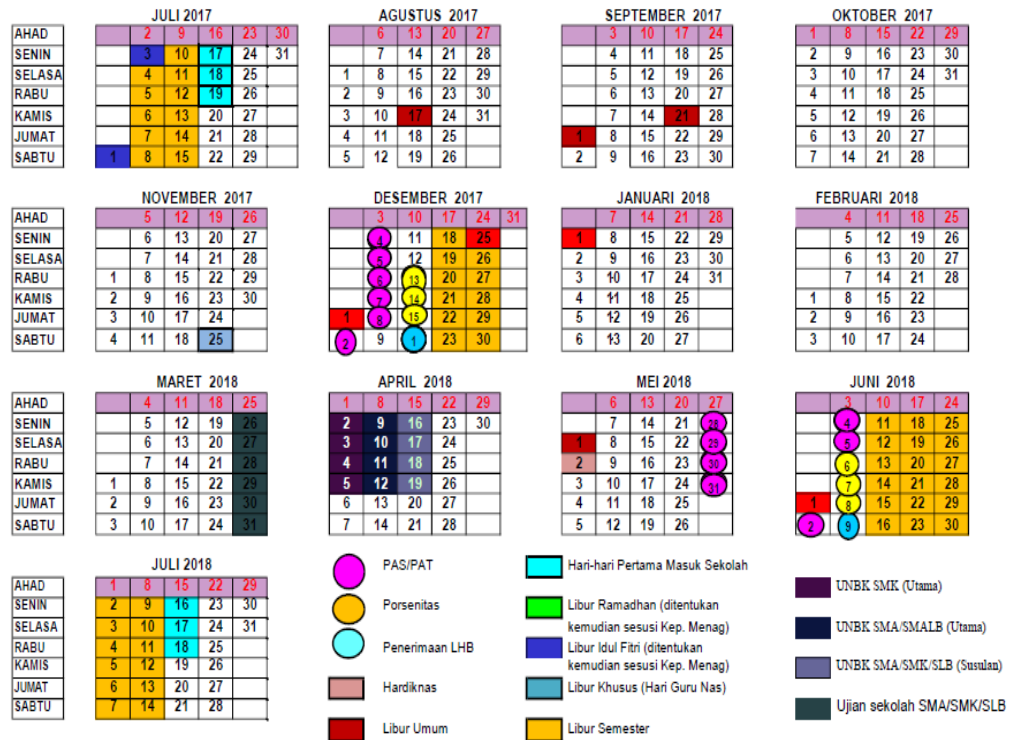 JULI 2017 AGUSTUS 2017 SEPTEMBER 2017 OKTOBER 2017
AHAD 2 9 16 23 30 6 13 20 27 3 10 17 24 1 8 15 22 29
SENIN 3 10 17 24 31 7 14 21 28 4 11 18 25 2 9 16 23 30
SELASA 4 11 18 25 1 8 15 22 29 5 12 19 26 3 10 17 24 31
RABU 5 12 19 26 2 9 16 23 30 6 13 20 27 4 11 18 25
KAMIS 6 13 20 27 3 10 17 24 31 7 14 21 28 5 12 19 26
JUMAT 7 14 21 28 4 11 18 25 1 8 15 22 29 6 13 20 27
SABTU 1 8 15 22 29 5 12 19 26 2 9 16 23 30 7 14 21 28
NOVEMBER 2017 DESEMBER 2017 JANUARI 2018 FEBRUARI 2018
AHAD 5 12 19 26 3 10 17 24 31 7 14 21 28 4 11 18 25
SENIN 6 13 20 27 4 11 18 25 1 8 15 22 29 5 12 19 26
SELASA 7 14 21 28 5 12 19 26 2 9 16 23 30 6 13 20 27
RABU 1 8 15 22 29 6 13 20 27 3 10 17 24 31 7 14 21 28
KAMIS 2 9 16 23 30 7 14 21 28 4 11 18 25 1 8 15 22
JUMAT 3 10 17 24 1 8 15 22 29 5 12 19 26 2 9 16 23
SABTU 4 11 18 25 2 9 1 23 30 6 13 20 27 3 10 17 24
MARET 2018 APRIL 2018 MEI 2018 JUNI 2018
AHAD 4 11 18 25 1 8 15 22 29 6 13 20 27 3 10 17 24
SENIN 5 12 19 26 2 9 16 23 30 7 14 21 28 4 11 18 25
SELASA 6 13 20 27 3 10 17 24 1 8 15 22 29 5 12 19 26
RABU 7 14 21 28 4 11 18 25 2 9 16 23 30 6 13 20 27
KAMIS 1 8 15 22 29 5 12 19 26 3 10 17 24 31 7 14 21 28
JUMAT 2 9 16 23 30 6 13 20 27 4 11 18 25 1 8 15 22 29
SABTU 3 10 17 24 31 7 14 21 28 5 12 19 26 2 9 16 23 30
JULI 2018
AHAD 1 8 15 22 29
SENIN 2 9 16 23 30
SELASA 3 10 17 24 31
RABU 4 11 18 25
KAMIS 5 12 19 26
JUMAT 6 13 20 27
SABTU 7 14 21 28
PAS/PAT
Porsenitas
Penerimaan LHB
Hardiknas
Libur Umum
Hari-hari Pertama Masuk Sekolah
Libur Ramadhan (ditentukan
kemudian sesusi Kep. Menag)
Libur Idul Fitri (ditentukan
kemudian sesusi Kep. Menag)
Libur Khusus (Hari Guru Nas)
Libur Semester
UNBK SMK (Utama)
UNBK SMA/SMALB (Utama)
UNBK SMA/SMK/SLB (Susulan)
Ujian sekolah SMA/SMK/SLB